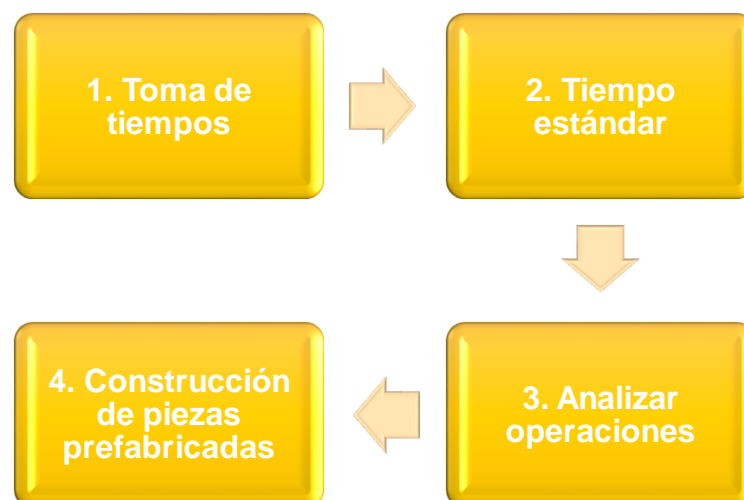 1. Toma de
tiempos
2. Tiempo
estándar
3. Analizar
operaciones
4. Construcción
de piezas
prefabricadas